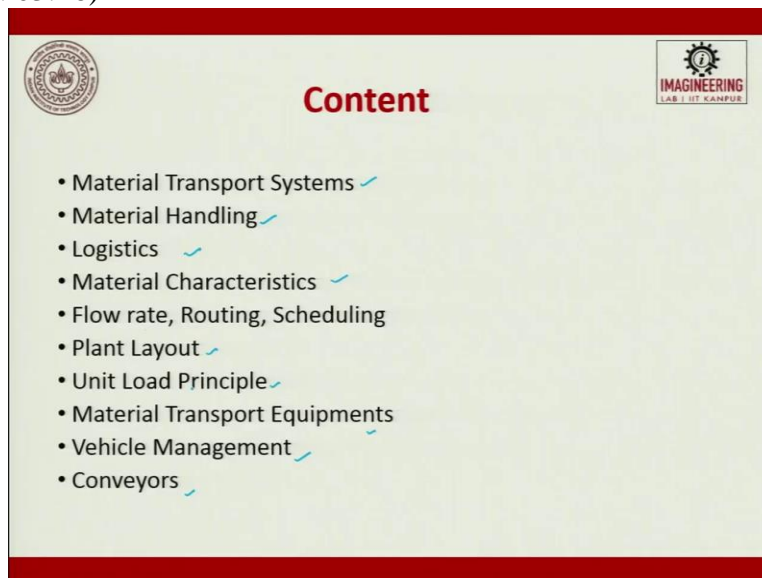 IMAGINEERING
LAB | IIT KANPUR
Content
• Material Transport Systems
• Material Handling
• Logistics
• Material Characteristics
• Flow rate, Routing, Scheduling
• Plant Layout
• Unit Load Principle
• Material Transport Equipments
• Vehicle Management
• Conveyors